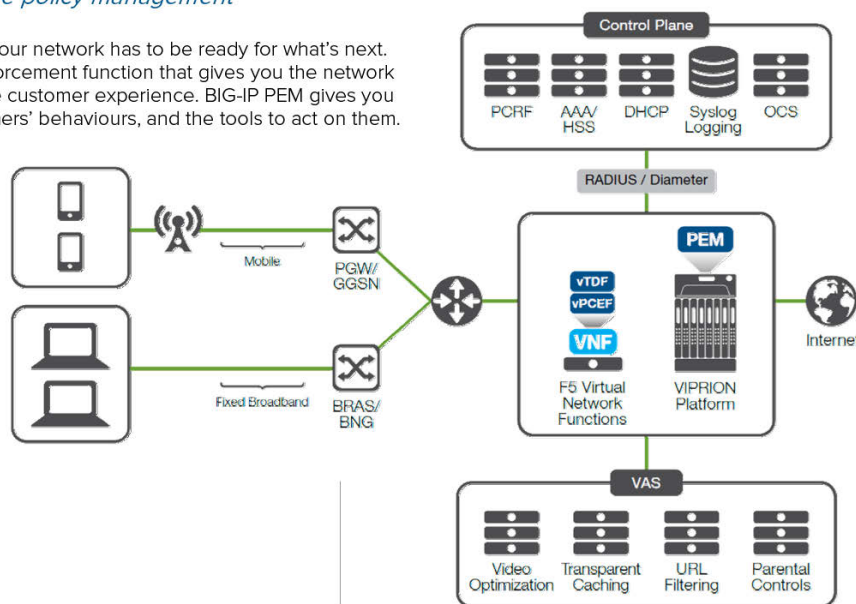 e policy management
our network has to be ready for what's next.
orcement function that gives you the network
e customer experience. BIG-IP PEM gives you
ers' behaviours, and the tools to act on them.
Control Plane
PCRF
AAA/
HSS
DHCP
Syslog
Logging
OCS
RADIUS / Diameter
Mobile
PGW/
GGSN
Fixed Broadband
BRAS/
BNG
PEM
vTDF
vPCEF
VNF
F5 Virtual
Network
Functions
VIPRION
Platform
Internet
VAS
Video
Optimization
Transparent
Caching
URL
Filtering
Parental
Controls